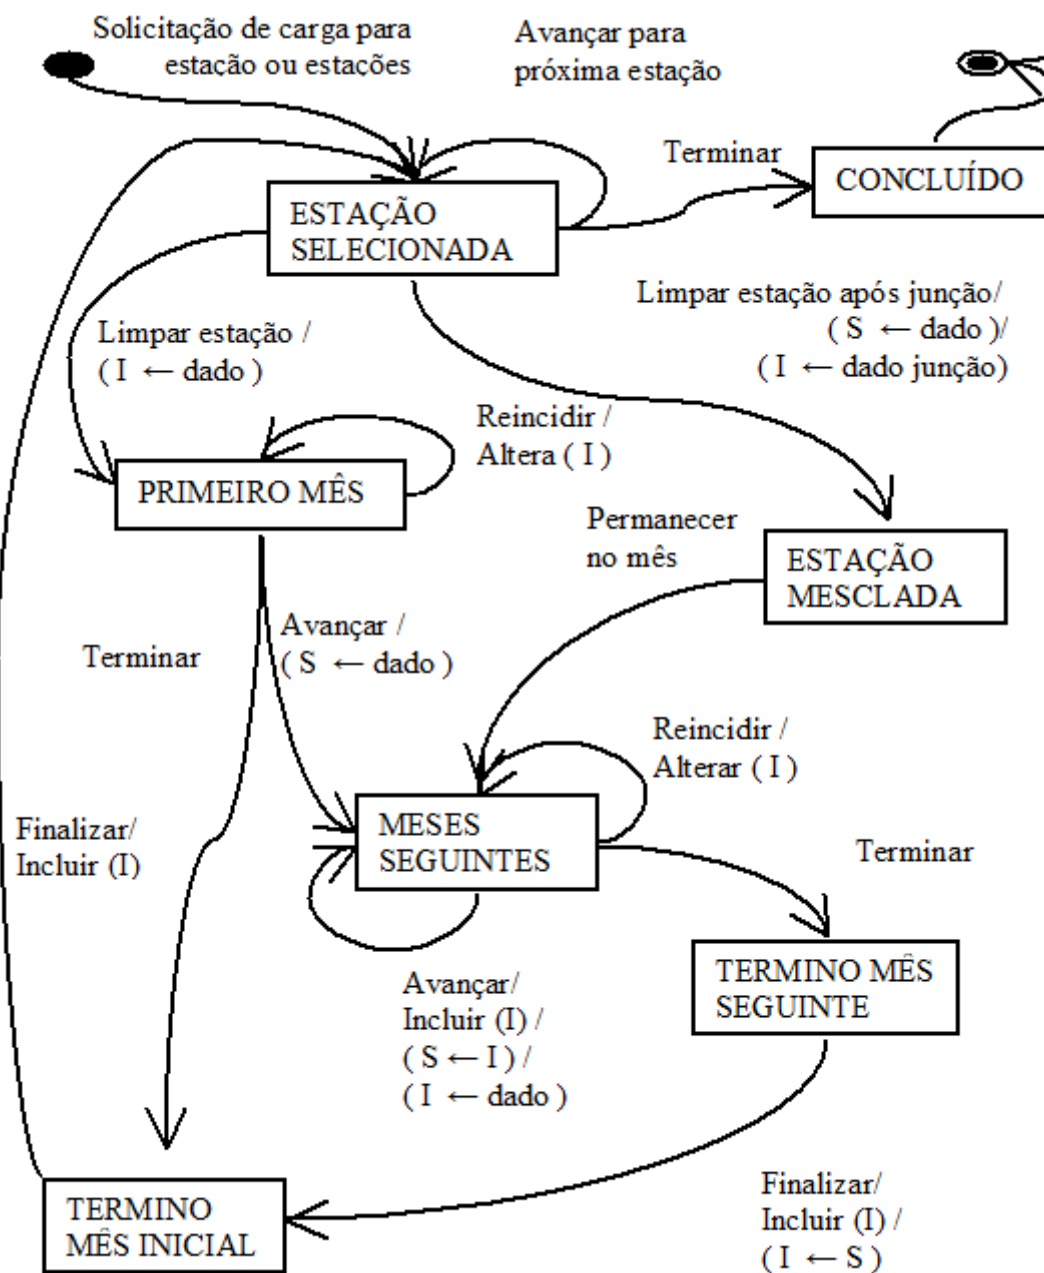 Solicitação de carga para
estação ou estações
Avançar para
próxima estação
Terminar
CONCLUÍDO
ESTAÇÃO
SELECIONADA
Limpar estação após junção/
( S ← dado )/
( I ← dado junção)
Limpar estação /
( I ← dado )
Reincidir /
Altera ( I )
PRIMEIRO MÊS
Permanecer
no mês
ESTAÇÃO
MESCLADA
Avançar /
( S ← dado )
Terminar
Reincidir /
Alterar ( I )
MESES
SEGUINTES
Finalizar/
Incluir (I)
Terminar
TERMINO MÊS
SEGUINTE
Avançar/
Incluir (I) /
( S ← I ) /
( I ← dado )
TERMINO
MÊS INICIAL
Finalizar/
Incluir (I) /
( I ← S )